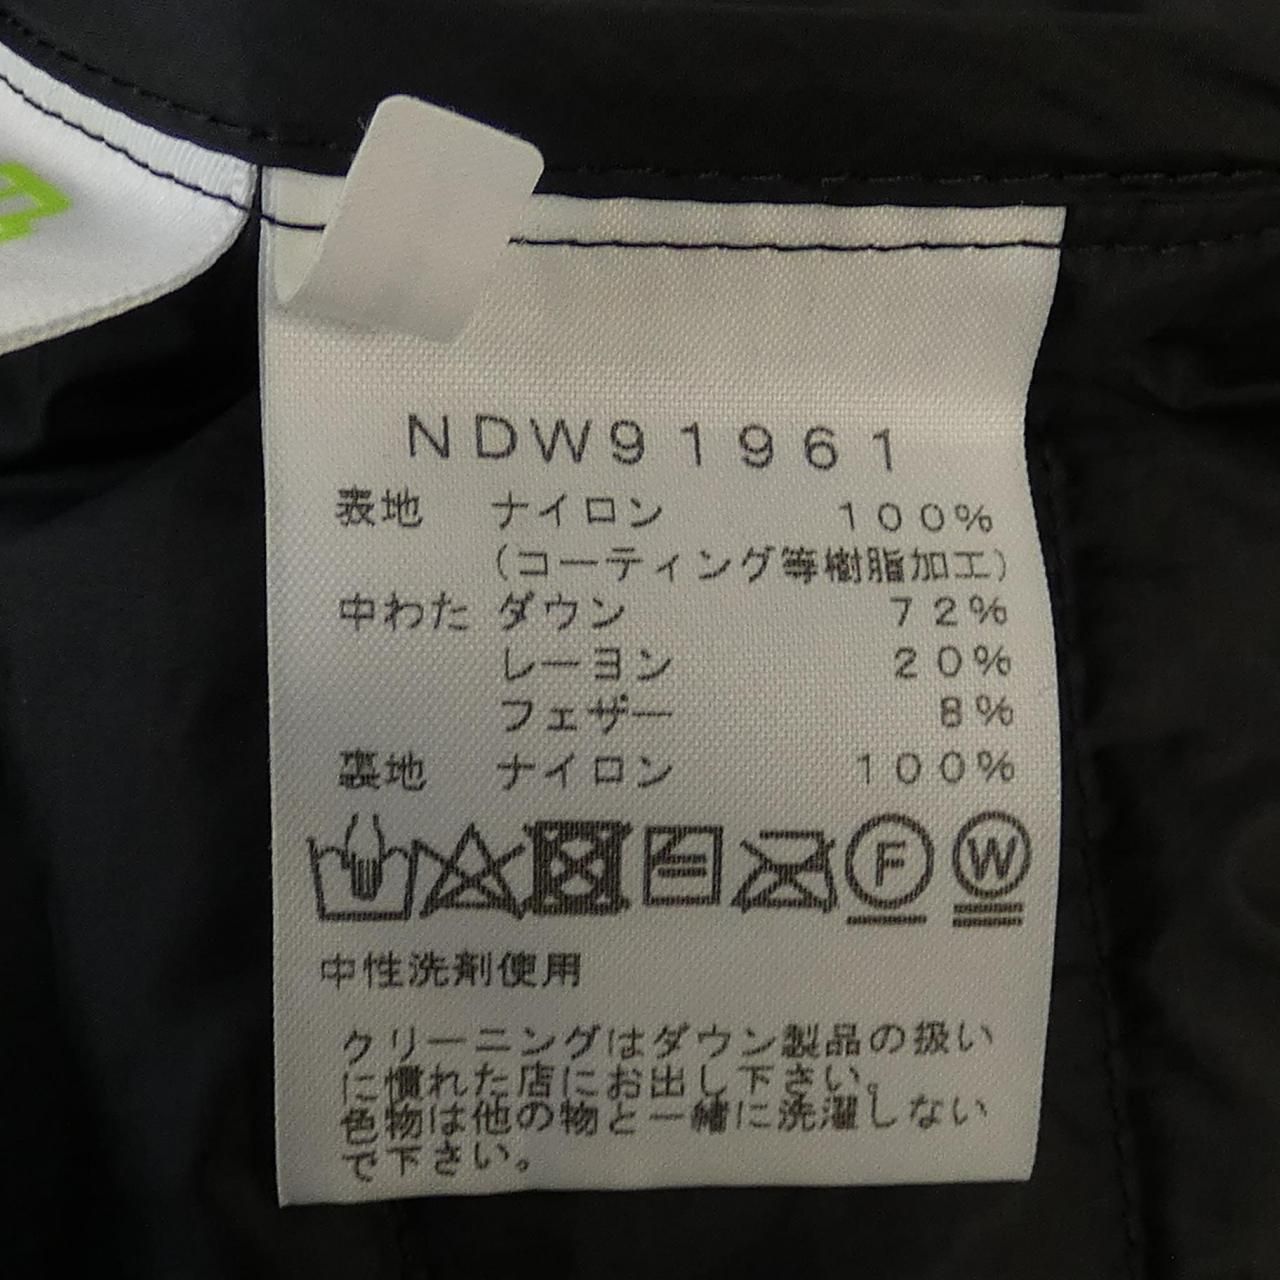 NDW91961
表地 ナイロン 100%
(コーティング等樹脂加工)
中わた ダウン 72%
レーヨン 20%
フェザー 8%
裏地 ナイロン 100%
F W
中性洗剤使用
クリーニングはダウン製品の扱い
に慣れた店にお出し下さい。
色物は他の物と一緒に洗濯しない
で下さい。